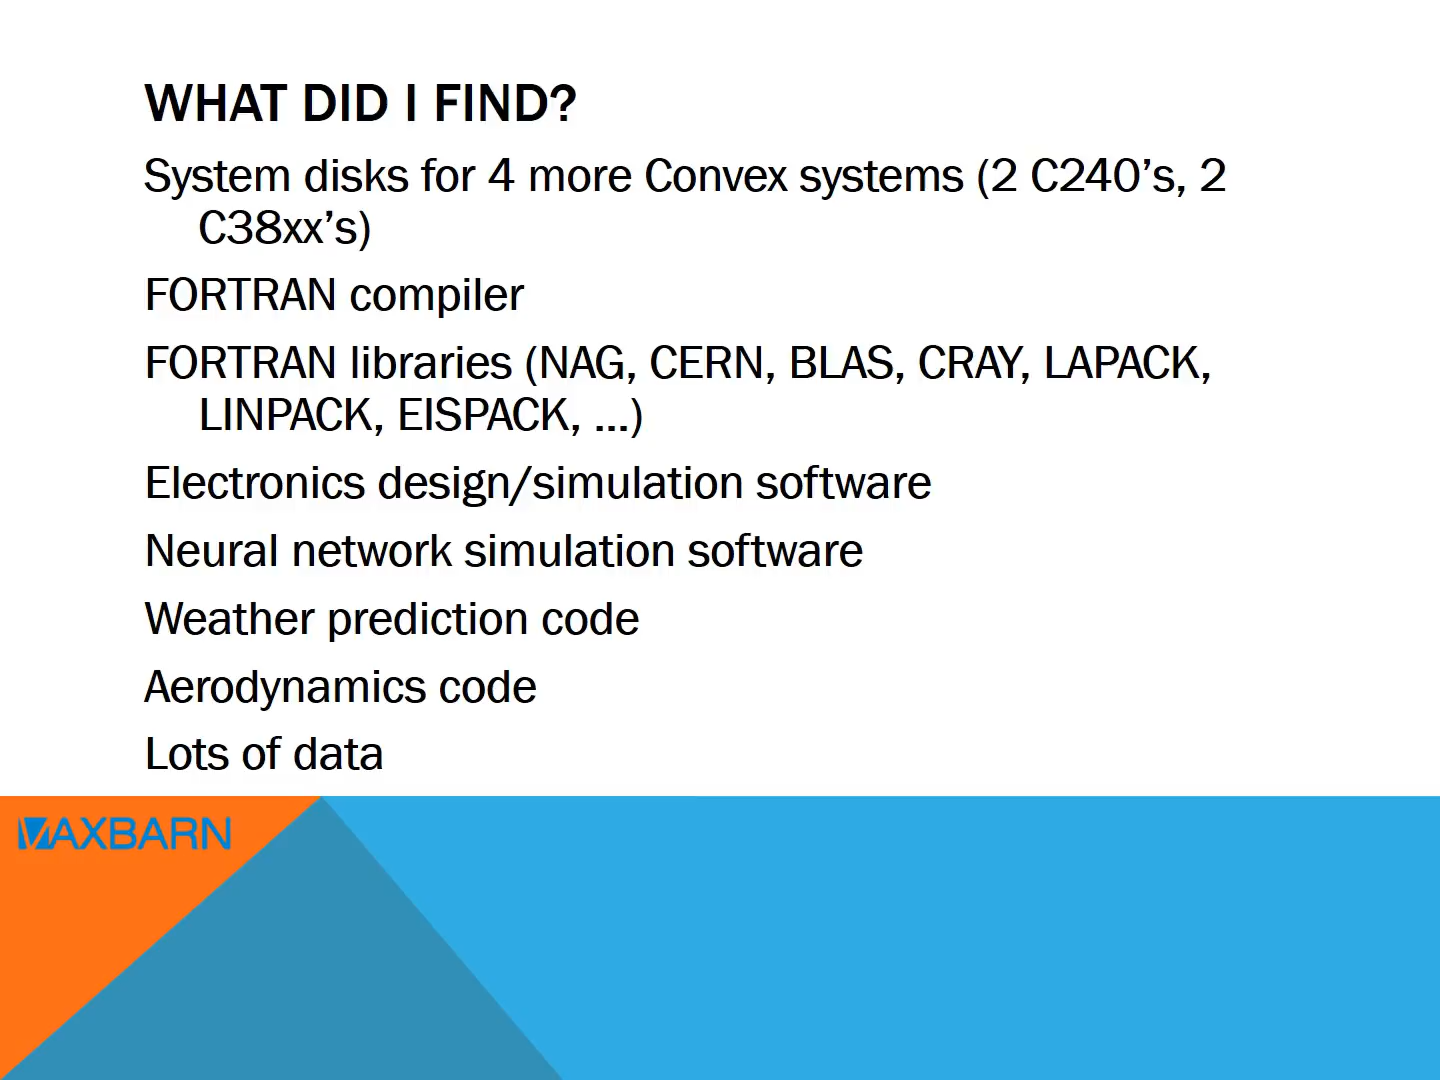 WHAT DID I FIND?
System disks for 4 more Convex systems (2 C240’s, 2
C38xx’s)
FORTRAN compiler
FORTRAN libraries (NAG, CERN, BLAS, CRAY, LAPACK,
LINPACK, EISPACK, ...)
Electronics design/simulation software
Neural network simulation software
Weather prediction code
Aerodynamics code
Lots of data
VAXBARN